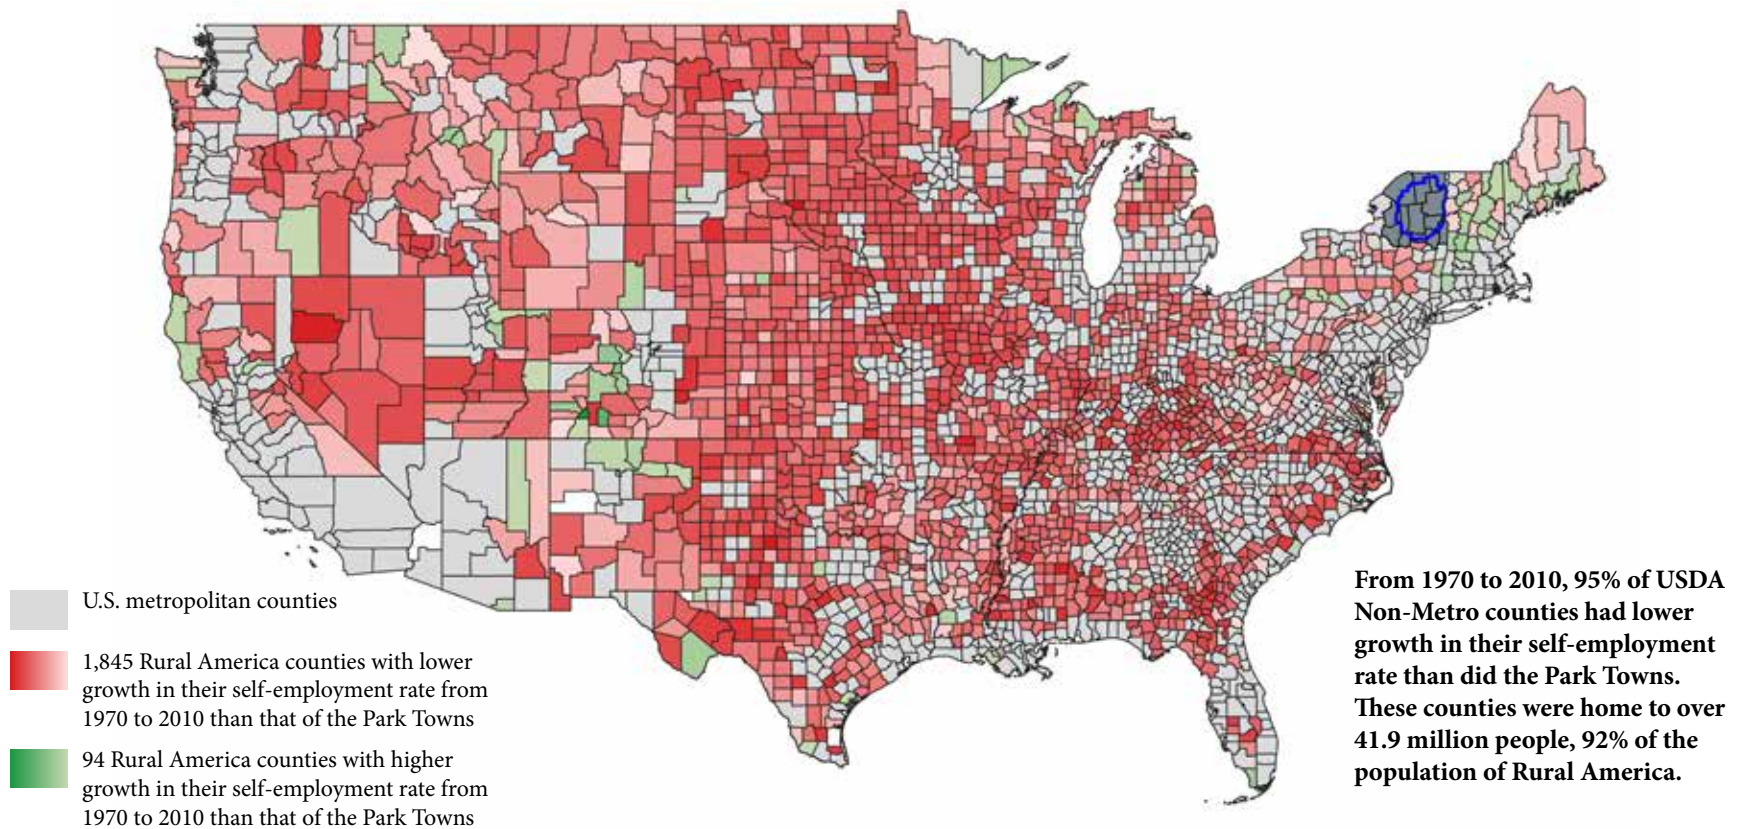 U.S. metropolitan counties
1,845 Rural America counties with lower
growth in their self-employment rate from
1970 to 2010 than that of the Park Towns
94 Rural America counties with higher
growth in their self-employment rate from
1970 to 2010 than that of the Park Towns
From 1970 to 2010, 95% of USDA
Non-Metro counties had lower
growth in their self-employment
rate than did the Park Towns.
These counties were home to over
41.9 million people, 92% of the
population of Rural America.